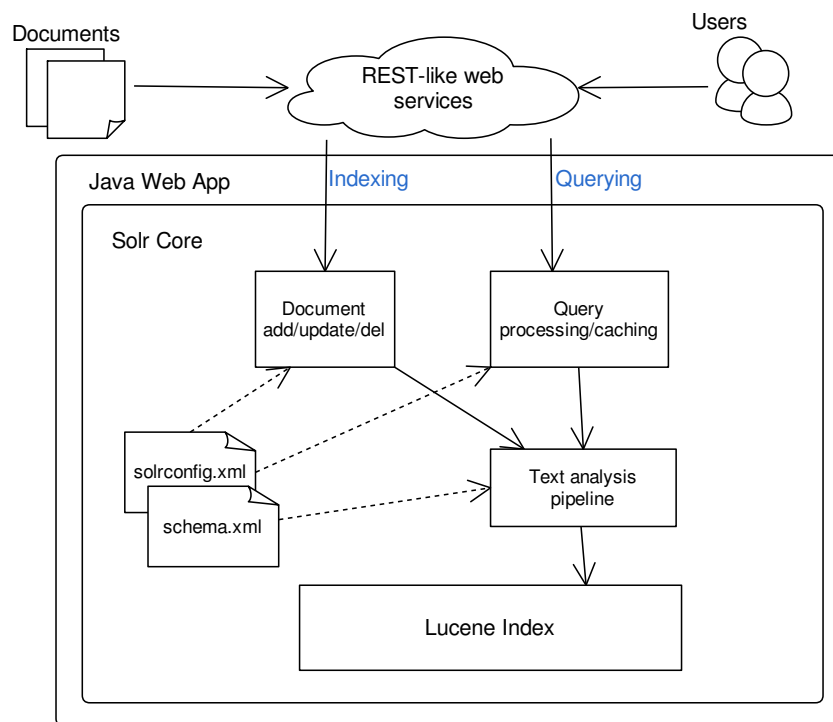 Documents
Users
REST-like web
services
Java Web App
Indexing
Querying
Solr Core
Document
add/update/del
Query
processing/caching
solrconfig.xml
schema.xml
Text analysis
pipeline
Lucene Index